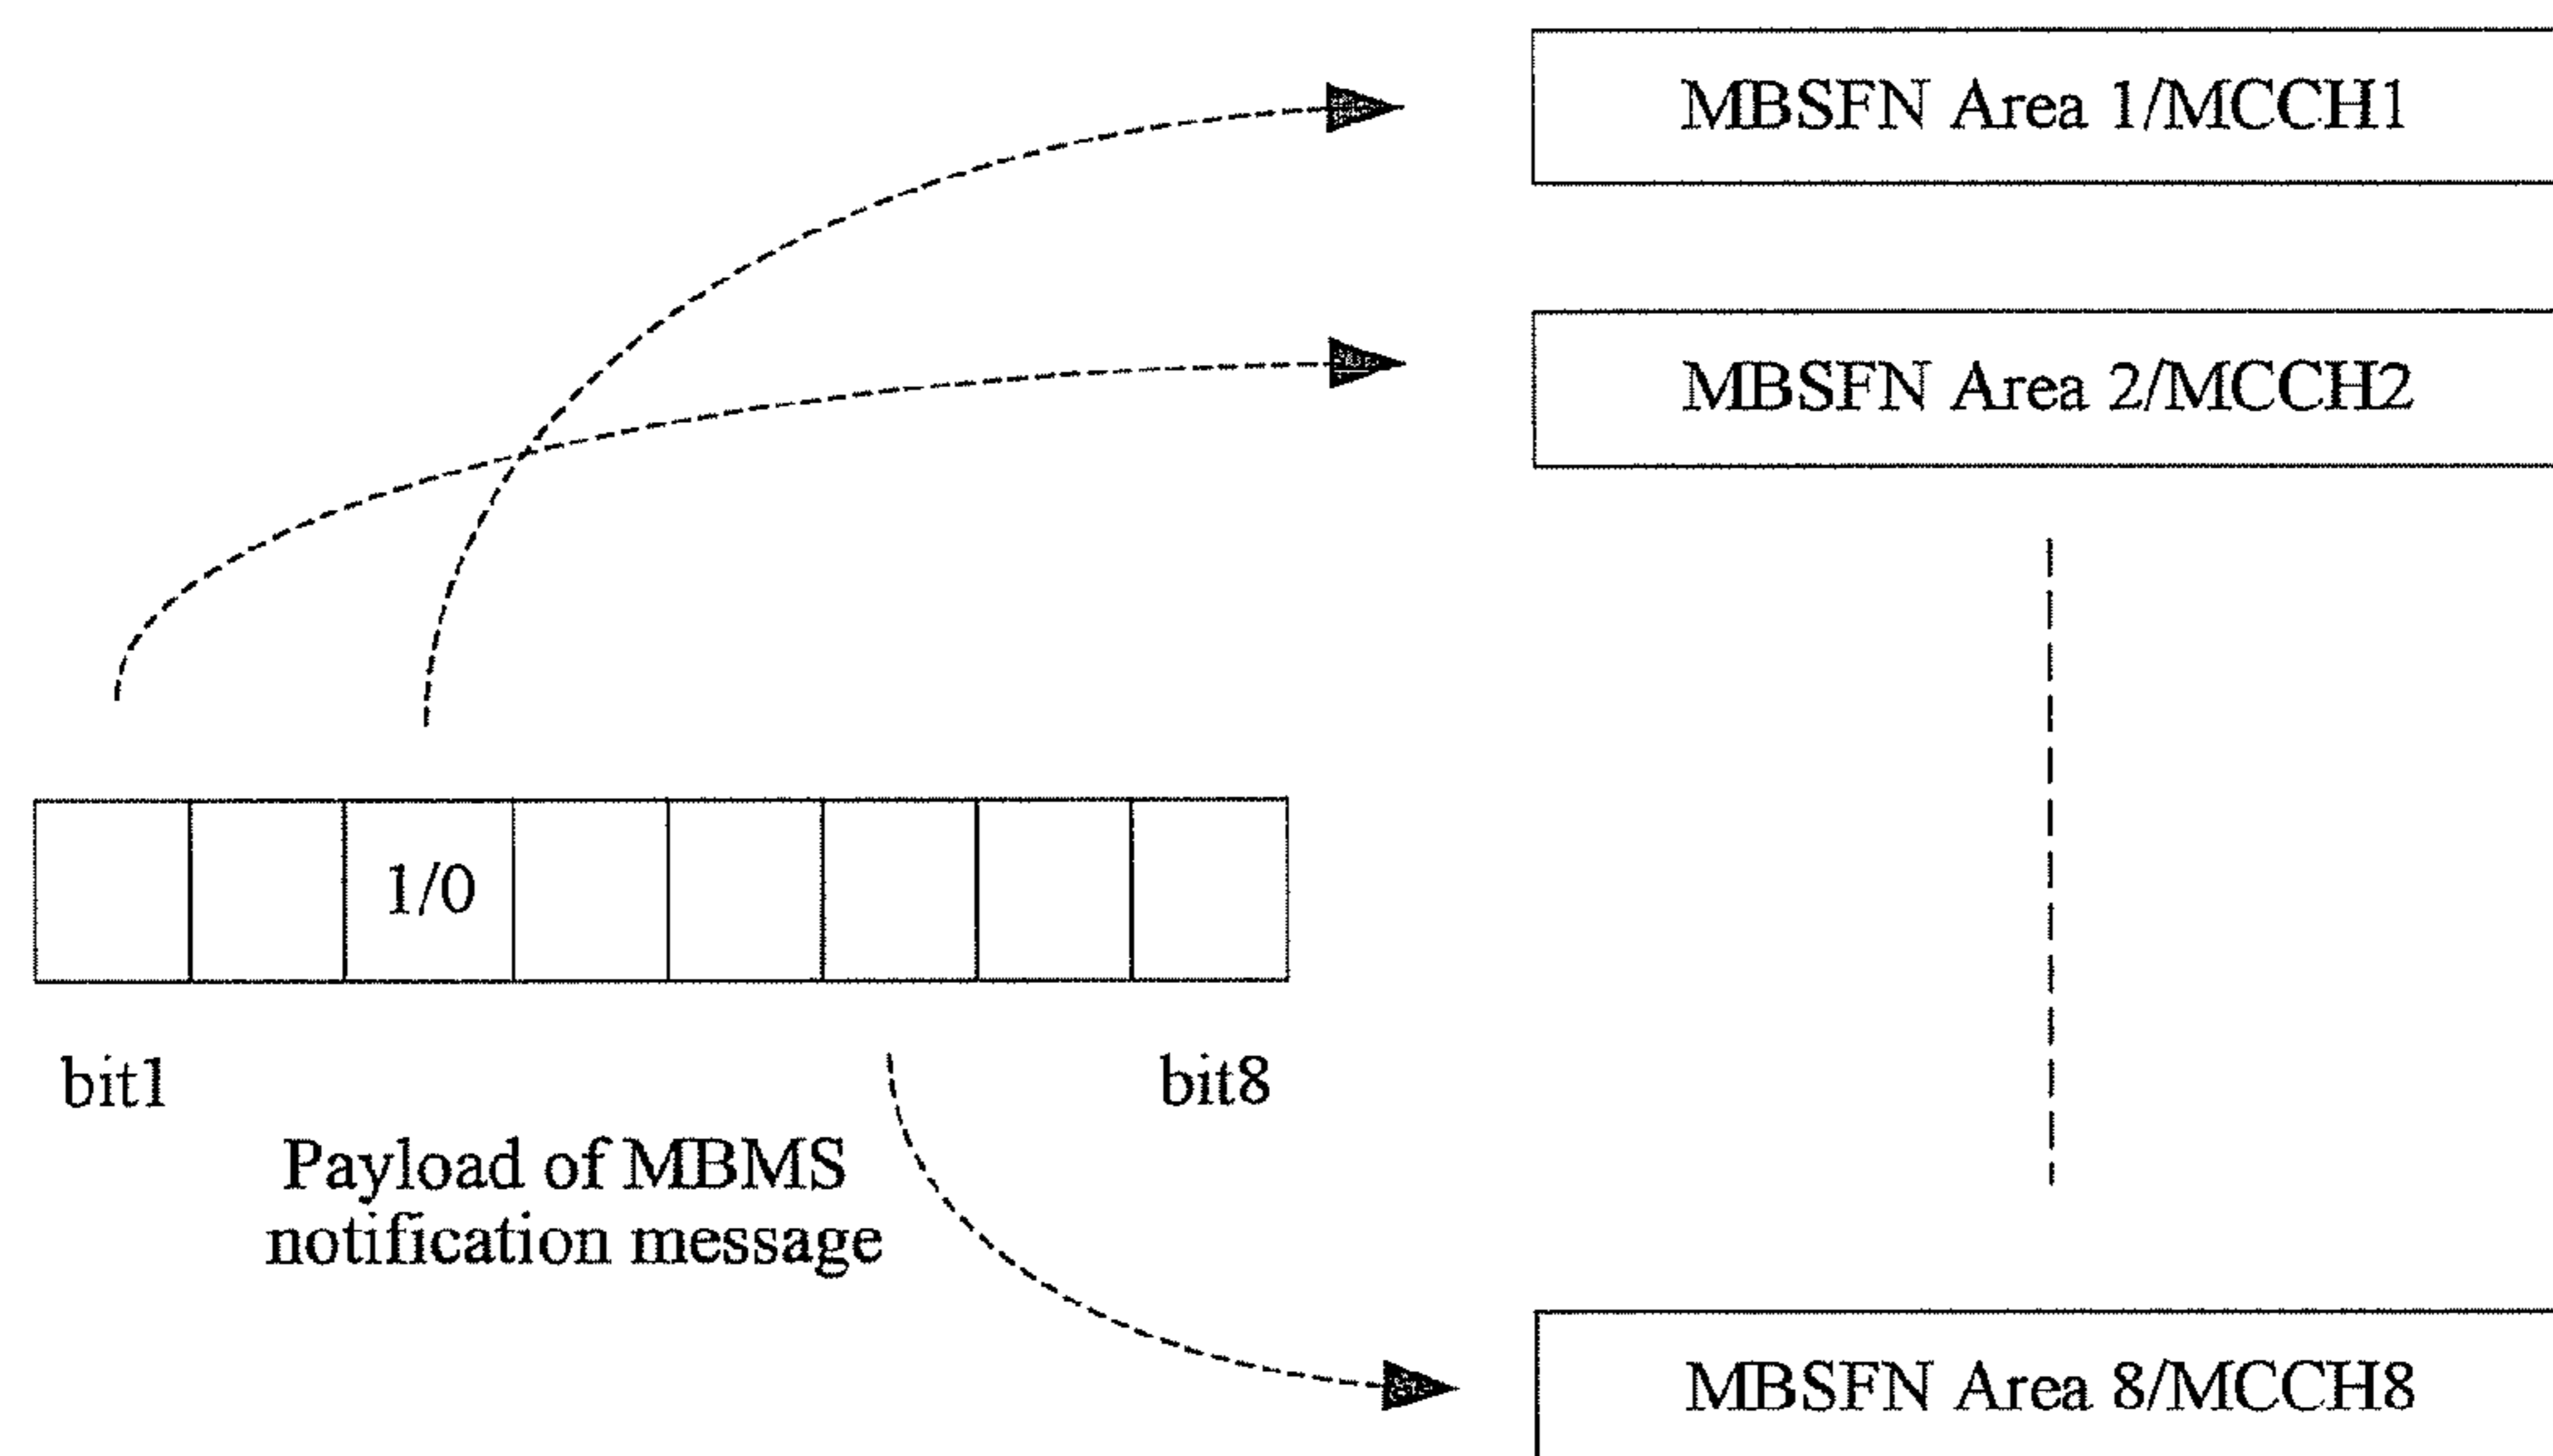 MBSFN Area 1/MCCH1
MBSFN Area 2/MCCH2
1/0
bit1
bit8
Payload of MBMS
notification message
MBSFN Area 8/MCCH8